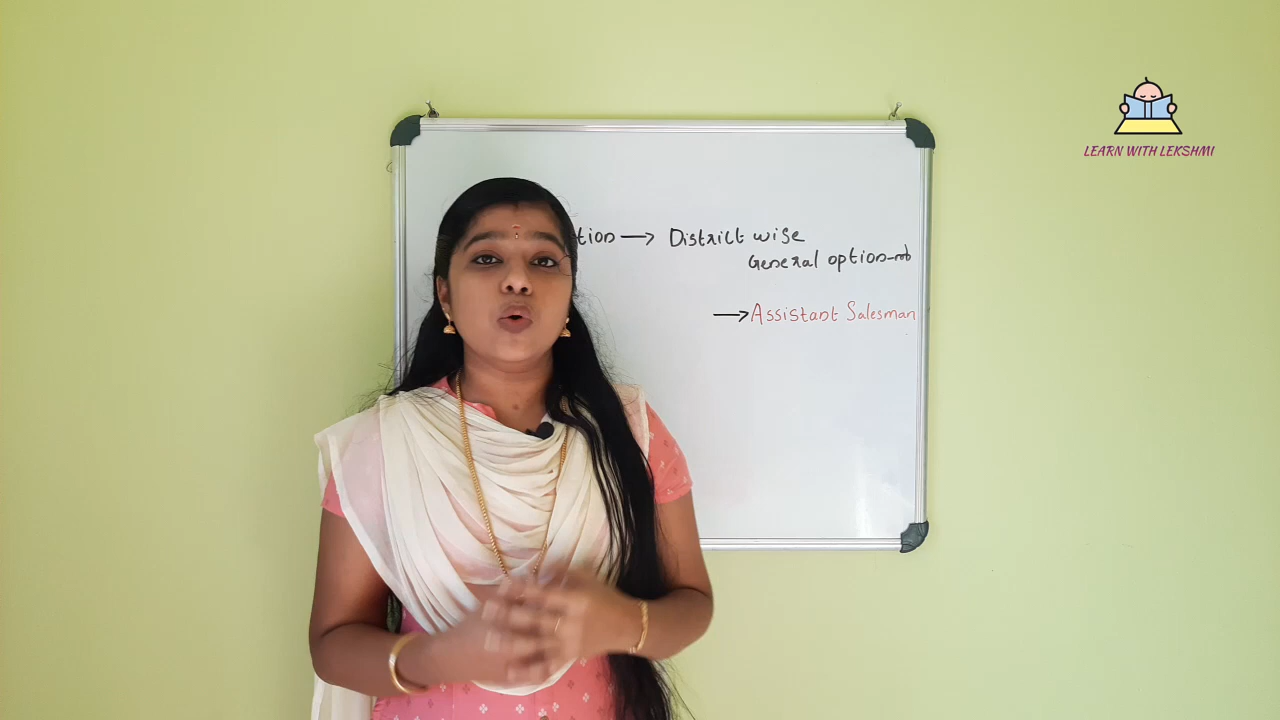 tion → District wise
General option
→ Assistant Salesman
LEARN WITH LEKSHMI